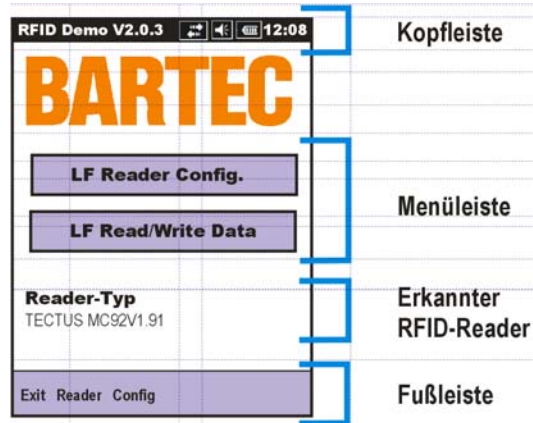 RFID Demo V2.0.3 12:08
Kopfleiste
BARTEC
LF Reader Config.
LF Read/Write Data
Menüleiste
Reader-Typ
TECTUS MC92V1.91
Erkannter
RFID-Reader
Exit Reader Config
Fußleiste